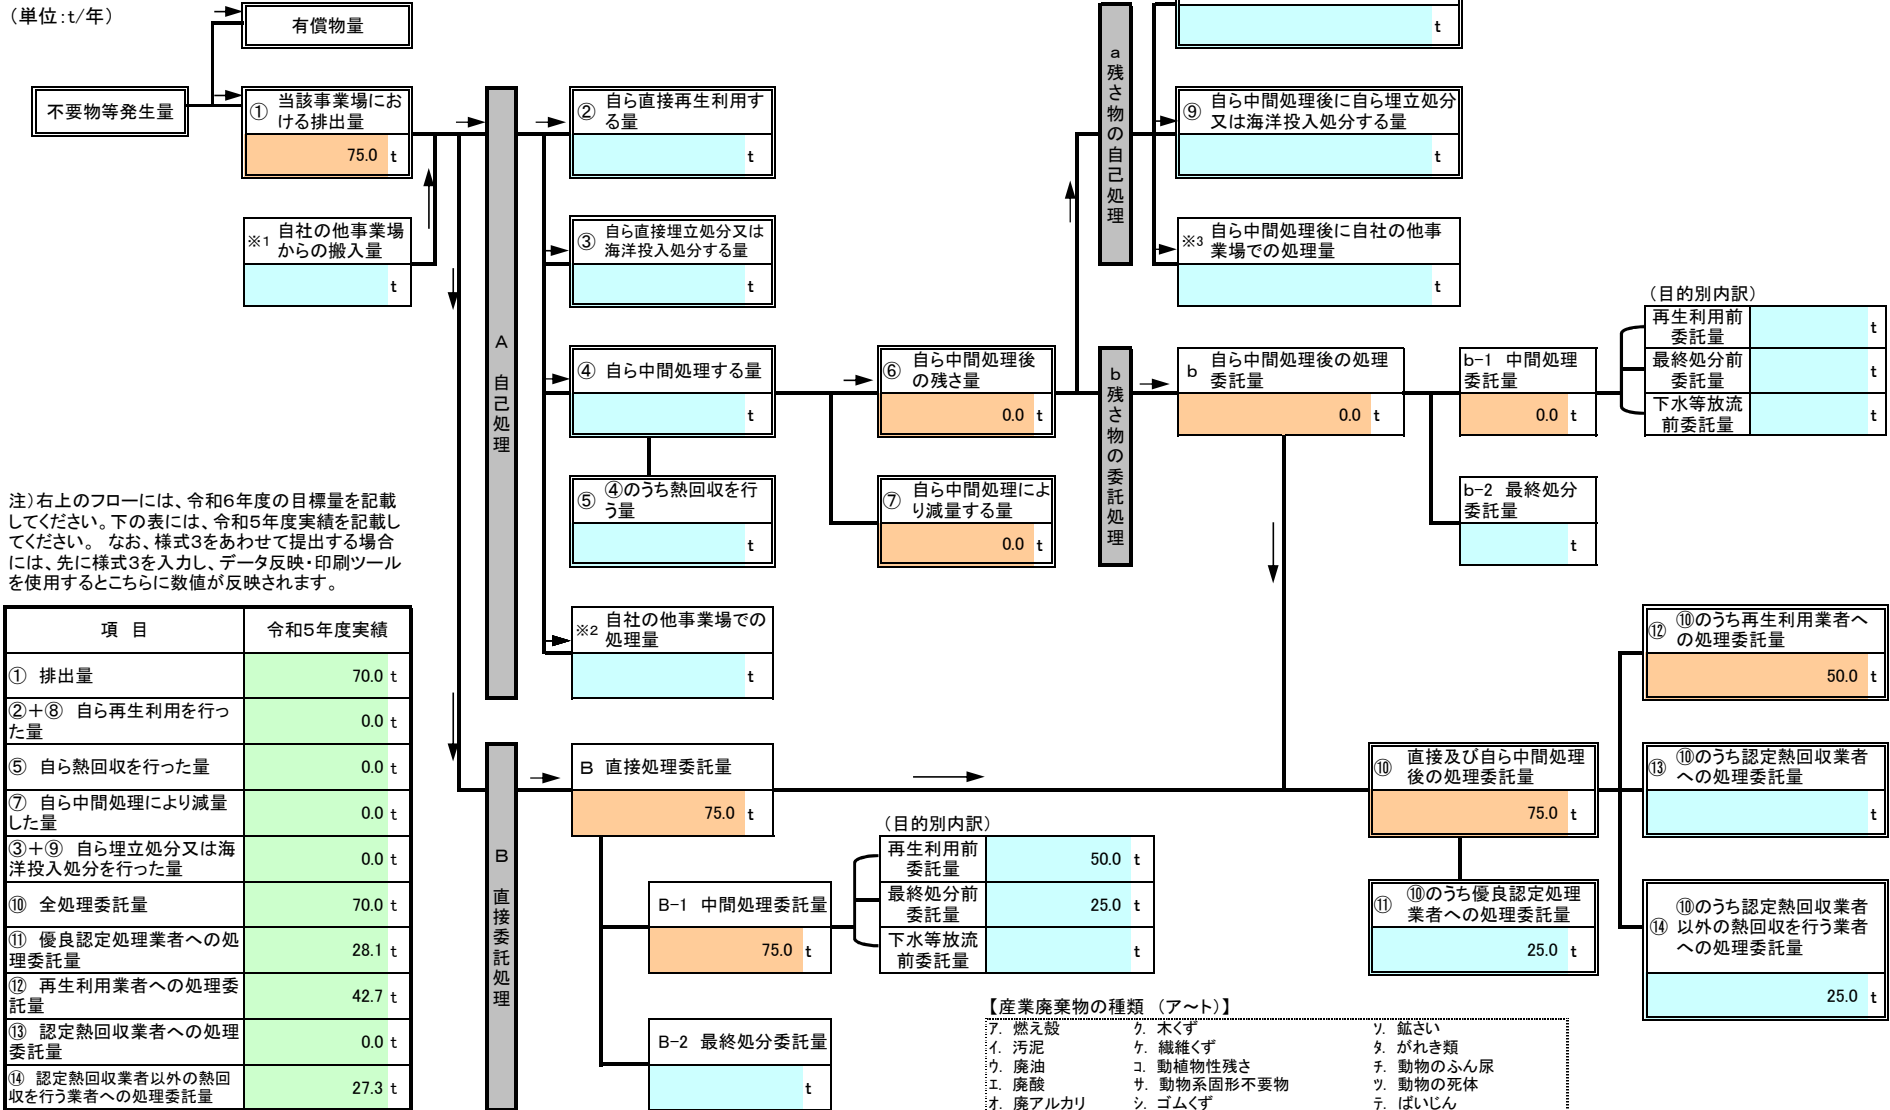 （単位:t/年）
有償物量
不要物等発生量
① 当該事業場にお
ける排出量
75.0 t
※1 自社の他事業場
からの搬入量
t
A 自己処理
② 自ら直接再生利用す
る量
t
③ 自ら直接埋立処分又は
海洋投入処分する量
t
④ 自ら中間処理する量
t
⑤ ④のうち熱回収を行
う量
t
※2 自社の他事業場での
処理量
t
⑥ 自ら中間処理後
の残さ量
0.0 t
⑦ 自ら中間処理によ
り減量する量
0.0 t
a 残さ物の自己処理
t
⑨ 自ら中間処理後に自ら埋立処分
又は海洋投入処分する量
t
※3 自ら中間処理後に自社の他事
業場での処理量
t
b 残さ物の委託処理
b 自ら中間処理後の処理
委託量
0.0 t
b-1 中間処理
委託量
0.0 t
b-2 最終処分
委託量
t
（目的別内訳）
再生利用前
委託量
t
最終処分前
委託量
t
下水等放流
前委託量
t
注）右上のフローには、令和６年度の目標量を記載
してください。下の表には、令和５年度実績を記載し
てください。 なお、様式３をあわせて提出する場合
には、先に様式３を入力し、データ反映・印刷ツール
を使用するとこちらに数値が反映されます。
項 目 令和5年度実績
① 排出量 70.0 t
②＋⑧ 自ら再生利用を行っ
た量 0.0 t
⑤ 自ら熱回収を行った量 0.0 t
⑦ 自ら中間処理により減量
した量 0.0 t
③＋⑨ 自ら埋立処分又は海
洋投入処分を行った量 0.0 t
⑩ 全処理委託量 70.0 t
⑪ 優良認定処理業者への処
理委託量 28.1 t
⑫ 再生利用業者への処理委
託量 42.7 t
⑬ 認定熱回収業者への処理
委託量 0.0 t
⑭ 認定熱回収業者以外の熱回
収を行う業者への処理委託量 27.3 t
B 直接委託処理
B 直接処理委託量
75.0 t
B-1 中間処理委託量
75.0 t
B-2 最終処分委託量
t
（目的別内訳）
再生利用前
委託量
50.0 t
最終処分前
委託量
25.0 t
下水等放流
前委託量
t
⑩ 直接及び自ら中間処理
後の処理委託量
75.0 t
⑪ ⑩のうち優良認定処理
業者への処理委託量
25.0 t
⑫ ⑩のうち再生利用業者へ
の処理委託量
50.0 t
⑬ ⑩のうち認定熱回収業者
への処理委託量
t
⑭ ⑩のうち認定熱回収業者
以外の熱回収を行う業者
への処理委託量
25.0 t
【産業廃棄物の種類 （ア～ト）】
ア. 燃え殻 ク. 木くず ソ. 鉱さい
イ. 汚泥 ケ. 繊維くず タ. がれき類
ウ. 廃油 コ. 動植物性残さ チ. 動物のふん尿
エ. 廃酸 サ. 動物系固形不要物 ツ. 動物の死体
オ. 廃アルカリ シ. ゴムくず テ. ばいじん